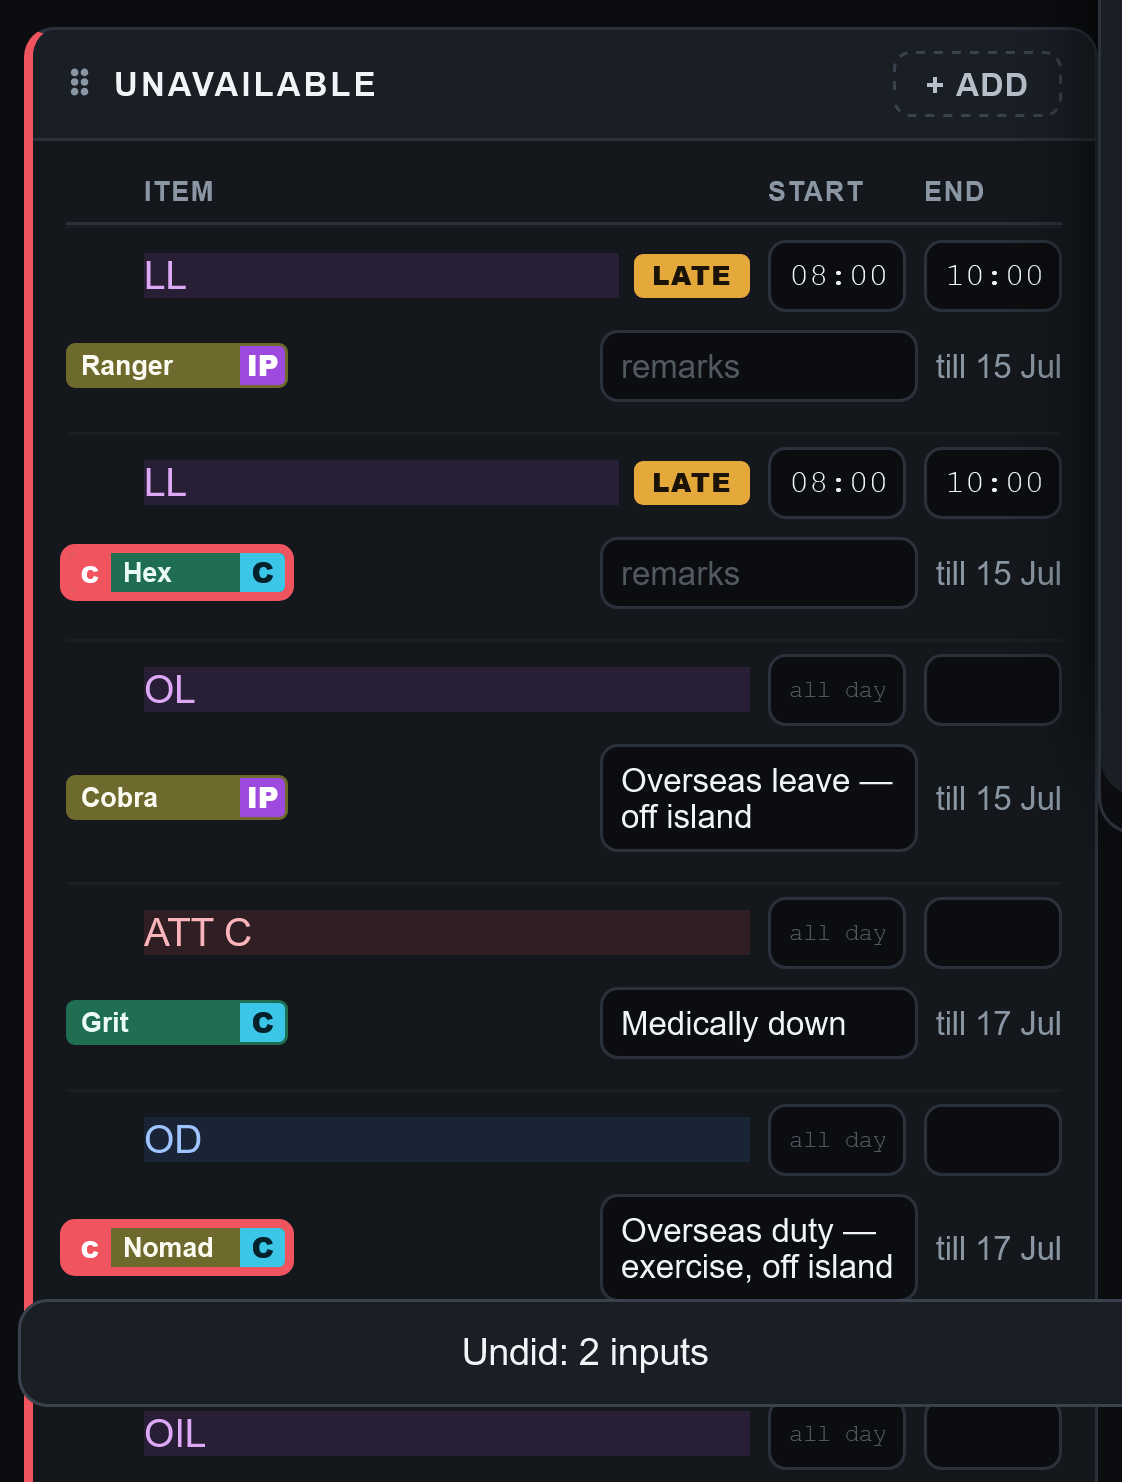 UNAVAILABLE + ADD
ITEM START END
LL LATE 08:00 10:00
Ranger IP remarks till 15 Jul
LL LATE 08:00 10:00
c Hex C remarks till 15 Jul
OL all day
Cobra IP Overseas leave —
off island till 15 Jul
ATT C all day
Grit C Medically down till 17 Jul
OD all day
c Nomad C Overseas duty —
exercise, off island till 17 Jul
Undid: 2 inputs
OIL all day